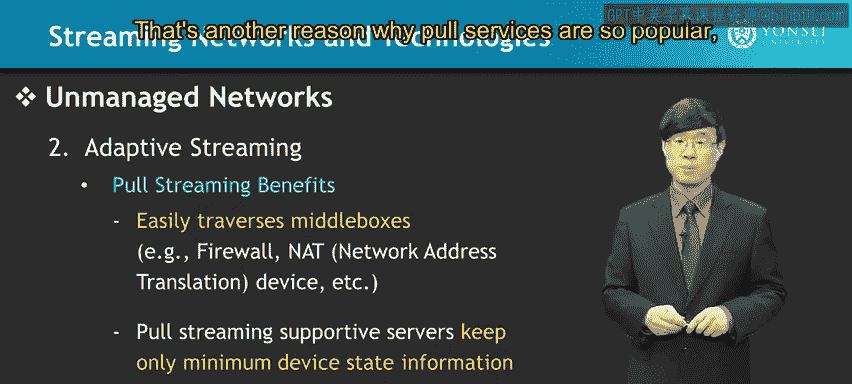 That's another reason why pull services are so popular,
Streaming Networks and Technologies
YONSEI
UNIVERSITY
❖ Unmanaged Networks
2. Adaptive Streaming
• Pull Streaming Benefits
- Easily traverses middleboxes
(e.g., Firewall, NAT (Network Address
Translation) device, etc.)
- Pull streaming supportive servers keep
only minimum device state information